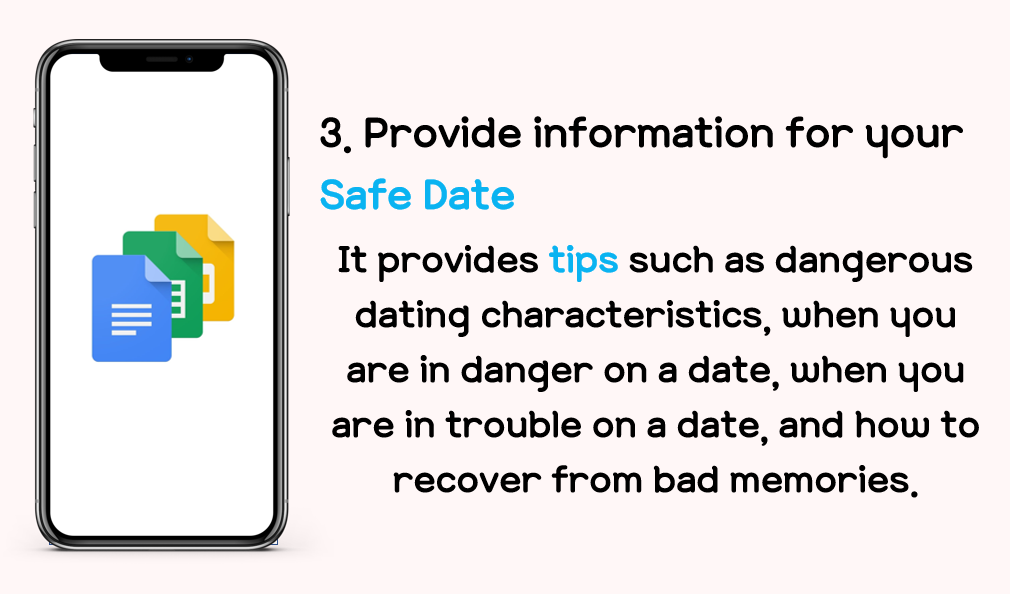 3. Provide information for your
Safe Date
It provides tips such as dangerous
dating characteristics, when you
are in danger on a date, when you
are in trouble on a date, and how to
recover from bad memories.